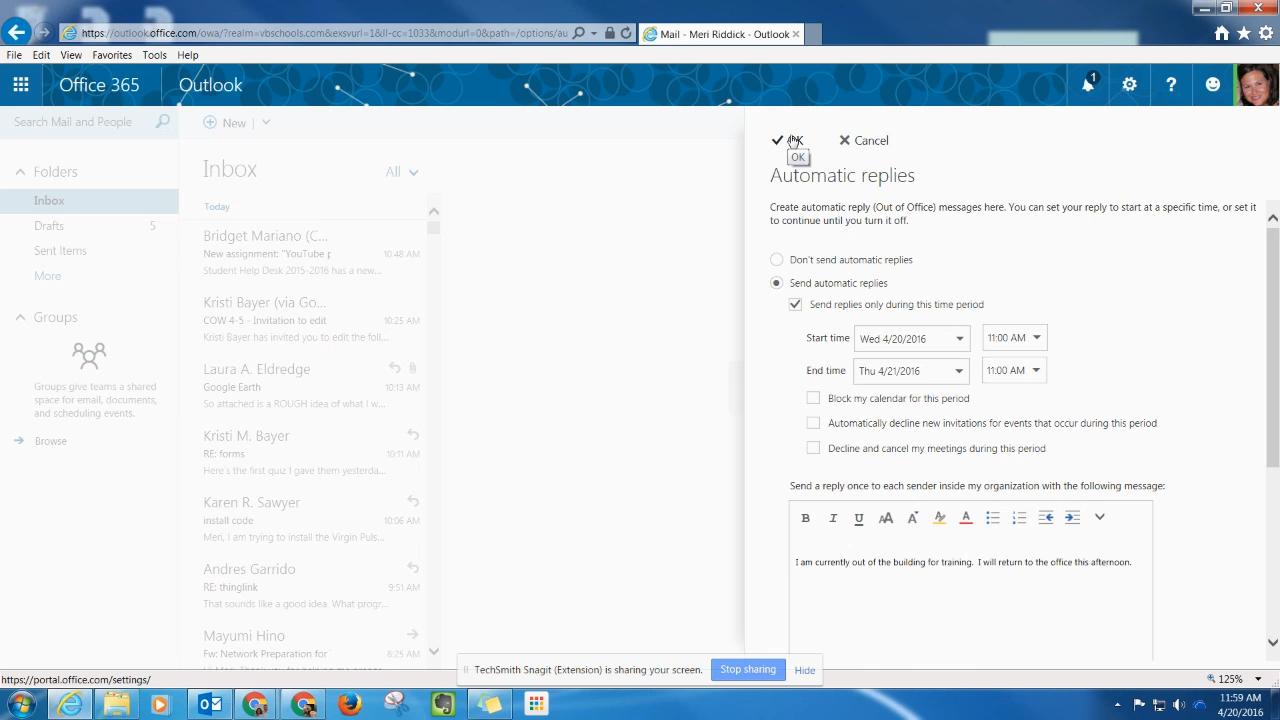 https://outlook.office.com/owa/?realm=vbschools.com&exsvurl=1&ll-cc=1033&modurl=0&path=/options/au
Mail - Meri Riddick - Outlook
File Edit View Favorites Tools Help
Office 365
Outlook
1
Search Mail and People
New
OK
Cancel
OK
Folders
Inbox
Drafts 5
Sent Items
More
Groups
Groups give teams a shared
space for email, documents,
and scheduling events.
Browse
Inbox
All
Today
Bridget Mariano (C...
New assignment: "YouTube p
10:48 AM
Student Help Desk 2015-2016 has a new...
Kristi Bayer (via Go...
COW 4-5 - Invitation to edit
10:25 AM
Kristi Bayer has invited you to edit the foll...
Laura A. Eldredge
Google Earth
10:13 AM
So attached is a ROUGH idea of what I w...
Kristi M. Bayer
RE: forms
10:11 AM
Here's the first quiz I gave them yesterda...
Karen R. Sawyer
install code
10:06 AM
Meri, I am trying to install the Virgin Puls...
Andres Garrido
RE: thinglink
9:51 AM
That sounds like a good idea. What progr...
Mayumi Hino
Fw: Network Preparation for
8:25 AM
Automatic replies
Create automatic reply (Out of Office) messages here. You can set your reply to start at a specific time, or set it
to continue until you turn it off.
Don't send automatic replies
Send automatic replies
Send replies only during this time period
Start time Wed 4/20/2016 11:00 AM
End time Thu 4/21/2016 11:00 AM
Block my calendar for this period
Automatically decline new invitations for events that occur during this period
Decline and cancel my meetings during this period
Send a reply once to each sender inside my organization with the following message:
B I U AA A A
I am currently out of the building for training. I will return to the office this afternoon.
TechSmith Snagit (Extension) is sharing your screen.
Stop sharing
Hide
https://portal.office.com/settings/
125%
11:59 AM
4/20/2016